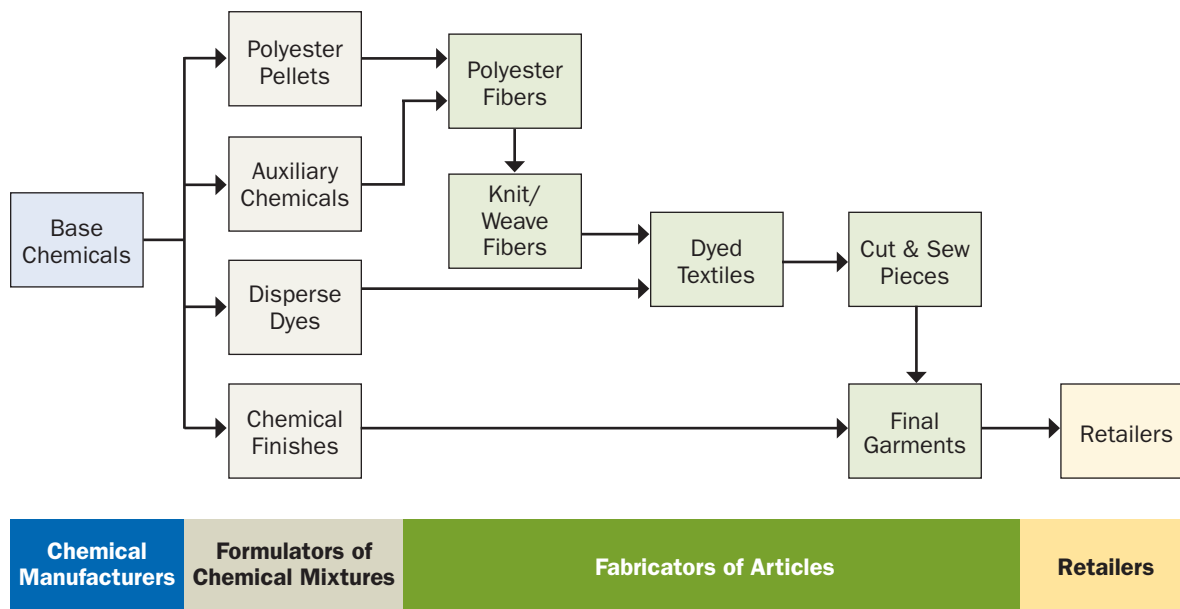 Polyester
Pellets
Polyester
Fibers
Auxiliary
Chemicals
Knit/
Weave
Fibers
Base
Chemicals
Dyed
Textiles
Cut & Sew
Pieces
Disperse
Dyes
Chemical
Finishes
Final
Garments
Retailers
Chemical
Manufacturers
Formulators of
Chemical Mixtures
Fabricators of Articles
Retailers